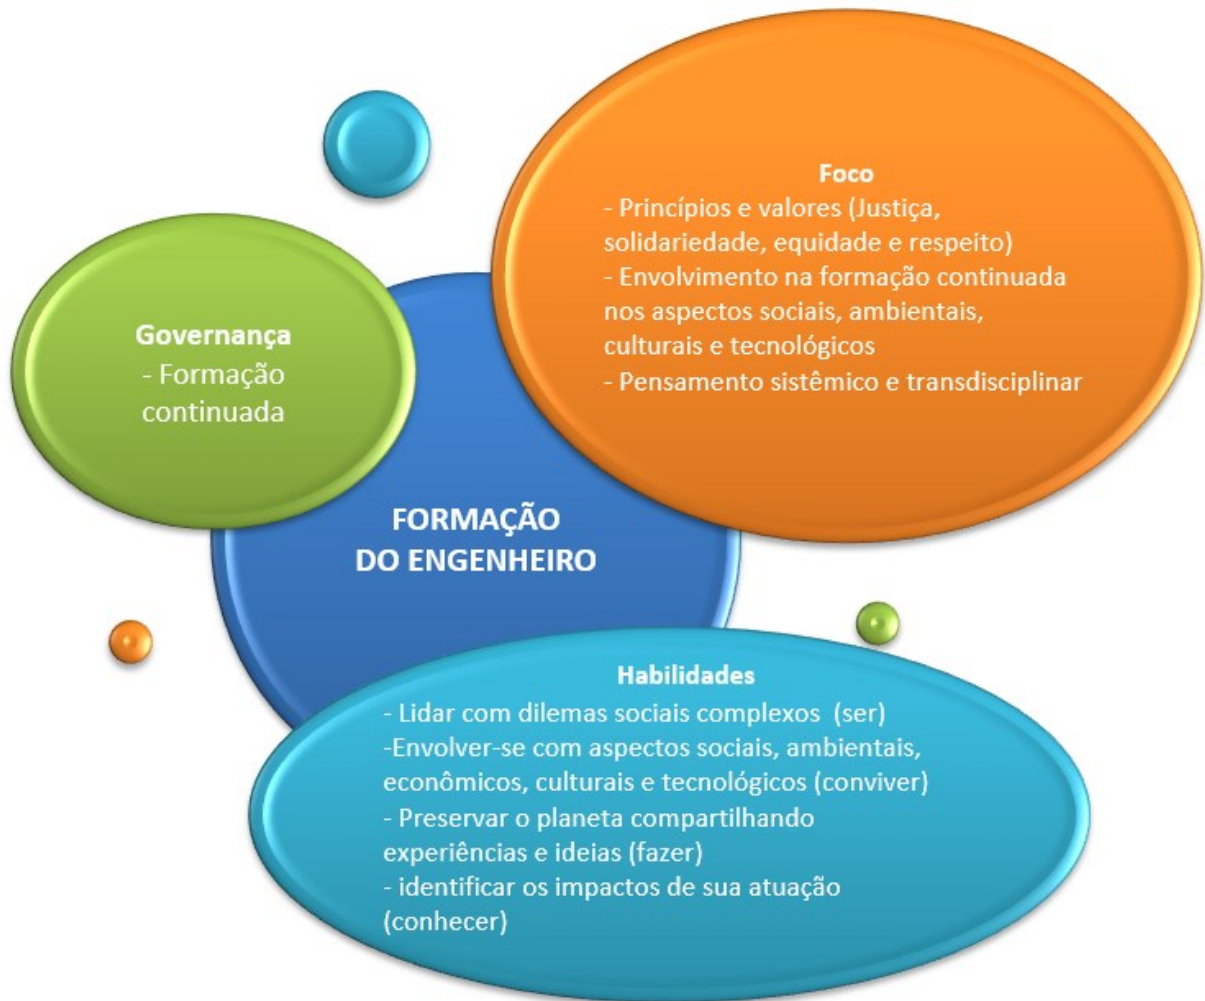 Foco
- Princípios e valores (Justiça,
solidariedade, equidade e respeito)
- Envolvimento na formação continuada
nos aspectos sociais, ambientais,
culturais e tecnológicos
- Pensamento sistêmico e transdisciplinar
Governança
- Formação
continuada
FORMAÇÃO
DO ENGENHEIRO
Habilidades
- Lidar com dilemas sociais complexos  (ser)
-Envolver-se com aspectos sociais, ambientais,
econômicos, culturais e tecnológicos (conviver)
- Preservar o planeta compartilhando
experiências e ideias (fazer)
- identificar os impactos de sua atuação
(conhecer)